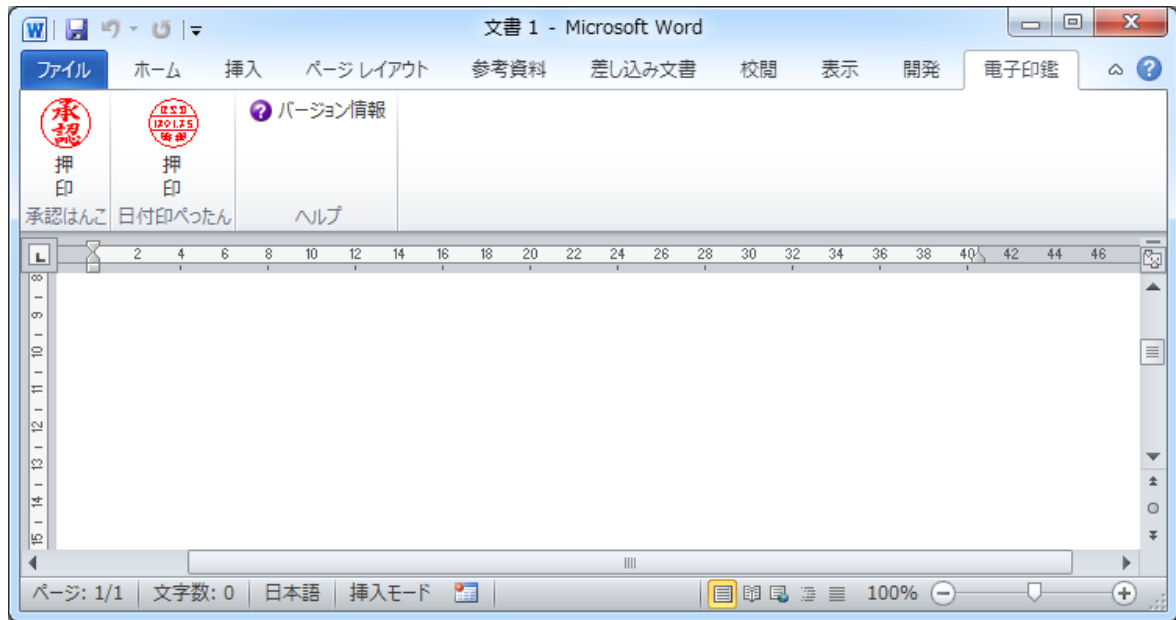 文書 1 - Microsoft Word
ファイル ホーム 挿入 ページ レイアウト 参考資料 差し込み文書 校閲 表示 開発 電子印鑑
承認
バージョン情報
押印 押印
承認はんこ 日付印ぺったん ヘルプ
2 4 6 8 10 12 14 16 18 20 22 24 26 28 30 32 34 36 38 40 42 44 46
8
9
10
11
12
13
14
15
ページ: 1/1 文字数: 0 日本語 挿入モード 100%